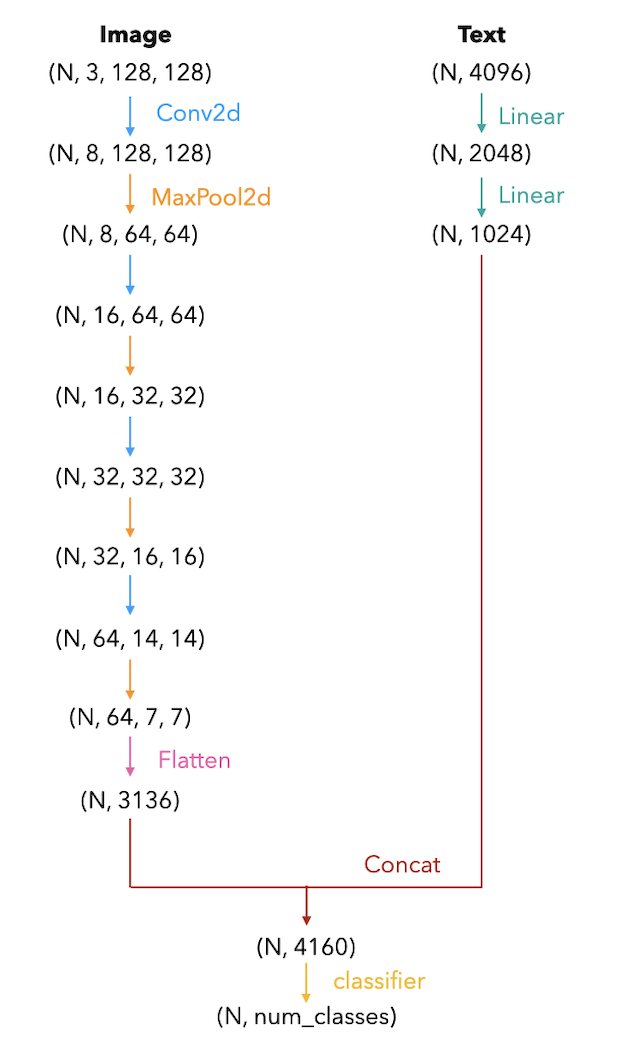 Image
(N, 3, 128, 128)
Conv2d
(N, 8, 128, 128)
MaxPool2d
(N, 8, 64, 64)
(N, 16, 64, 64)
(N, 16, 32, 32)
(N, 32, 32, 32)
(N, 32, 16, 16)
(N, 64, 14, 14)
(N, 64, 7, 7)
Flatten
(N, 3136)
Text
(N, 4096)
Linear
(N, 2048)
Linear
(N, 1024)
Concat
(N, 4160)
classifier
(N, num_classes)